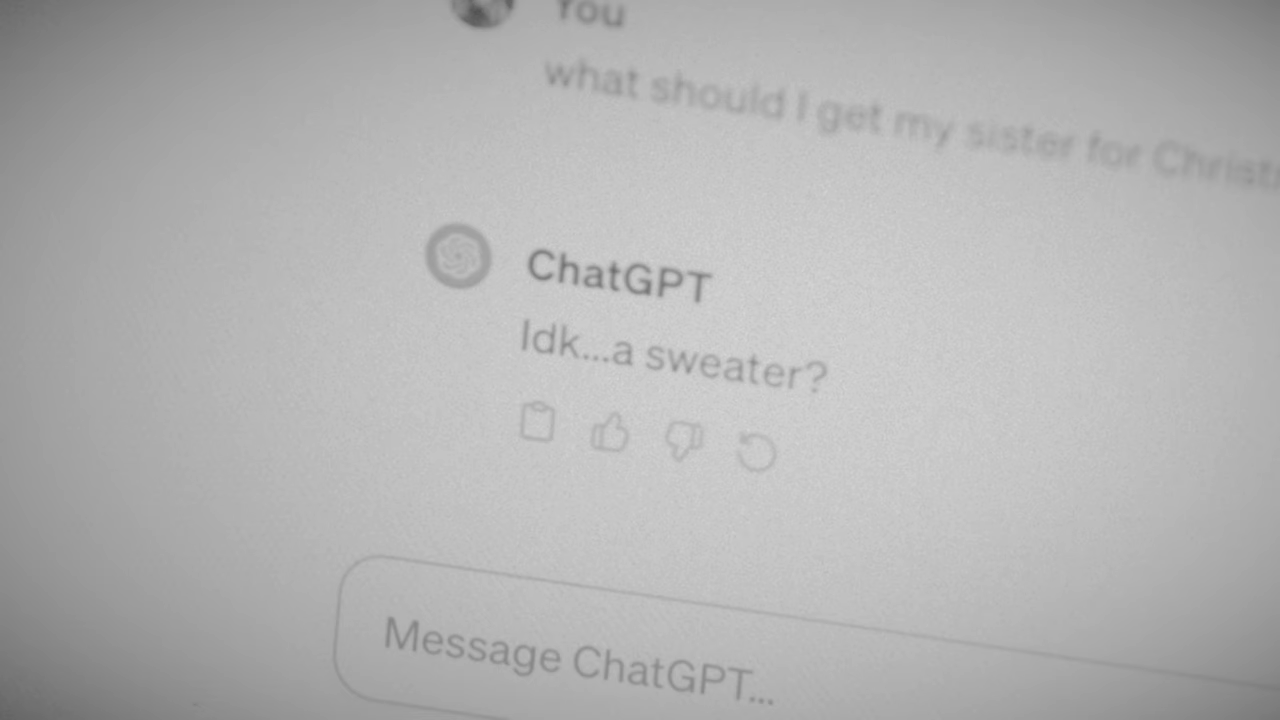 You
what should I get my sister for
ChatGPT
Idk...a sweater?
Message ChatGPT...